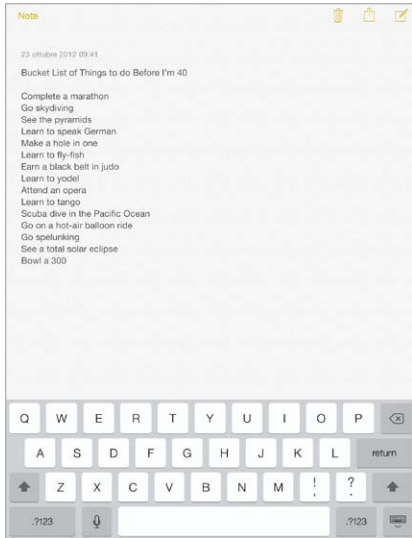 Note
23 ottobre 2012 09:41
Bucket List of Things to do Before I'm 40
Complete a marathon
Go skydiving
See the pyramids
Learn to speak German
Make a hole in one
Learn to fly-fish
Earn a black belt in judo
Learn to yodel
Attend an opera
Learn to tango
Scuba dive in the Pacific Ocean
Go on a hot-air balloon ride
Go spelunking
See a total solar eclipse
Bowl a 300
Q W E R T Y U I O P
A S D F G H J K L return
Z X C V B N M ! , ? .
.?123 .?123